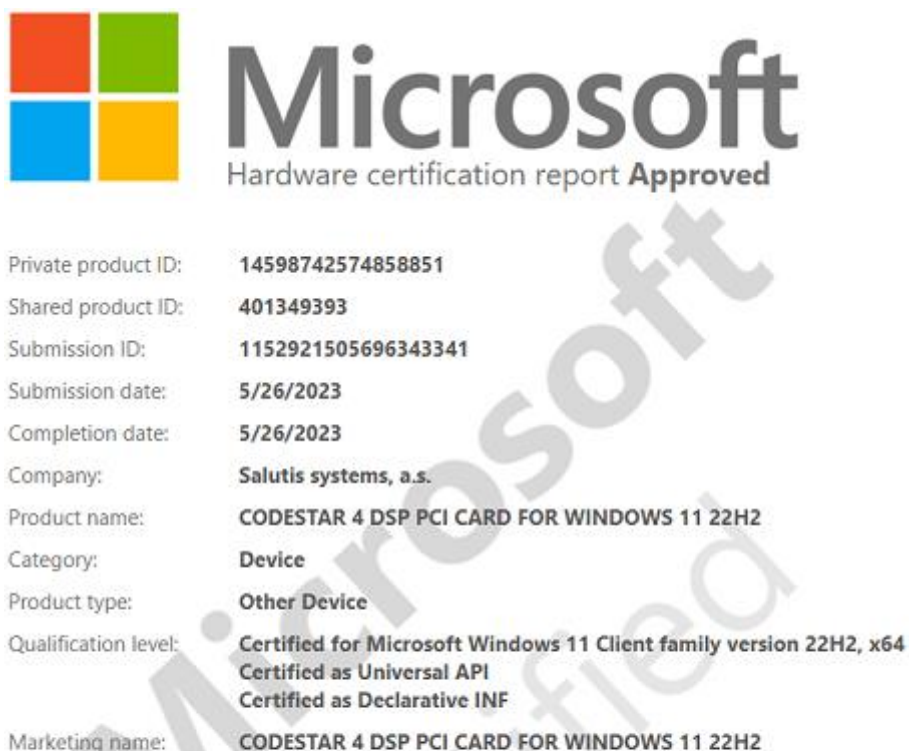 Microsoft
Hardware certification report Approved
Private product ID: 14598742574858851
Shared product ID: 401349393
Submission ID: 1152921505696343341
Submission date: 5/26/2023
Completion date: 5/26/2023
Company: Salutis systems, a.s.
Product name: CODESTAR 4 DSP PCI CARD FOR WINDOWS 11 22H2
Category: Device
Product type: Other Device
Qualification level: Certified for Microsoft Windows 11 Client family version 22H2, x64
Certified as Universal API
Certified as Declarative INF
Marketing name: CODESTAR 4 DSP PCI CARD FOR WINDOWS 11 22H2
Microsoft
ified